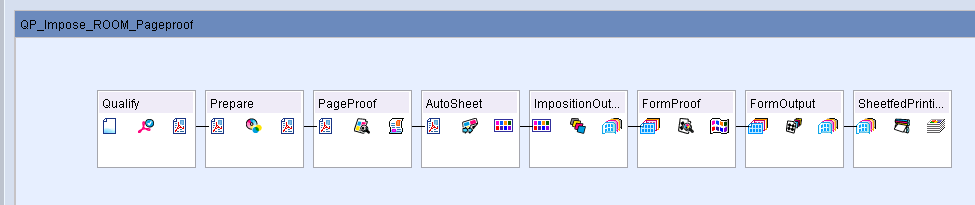 QP_Impose_ROOM_Pageproof
Qualify
Prepare
PageProof
AutoSheet
ImpositionOut...
FormProof
FormOutput
SheetfedPrinti...